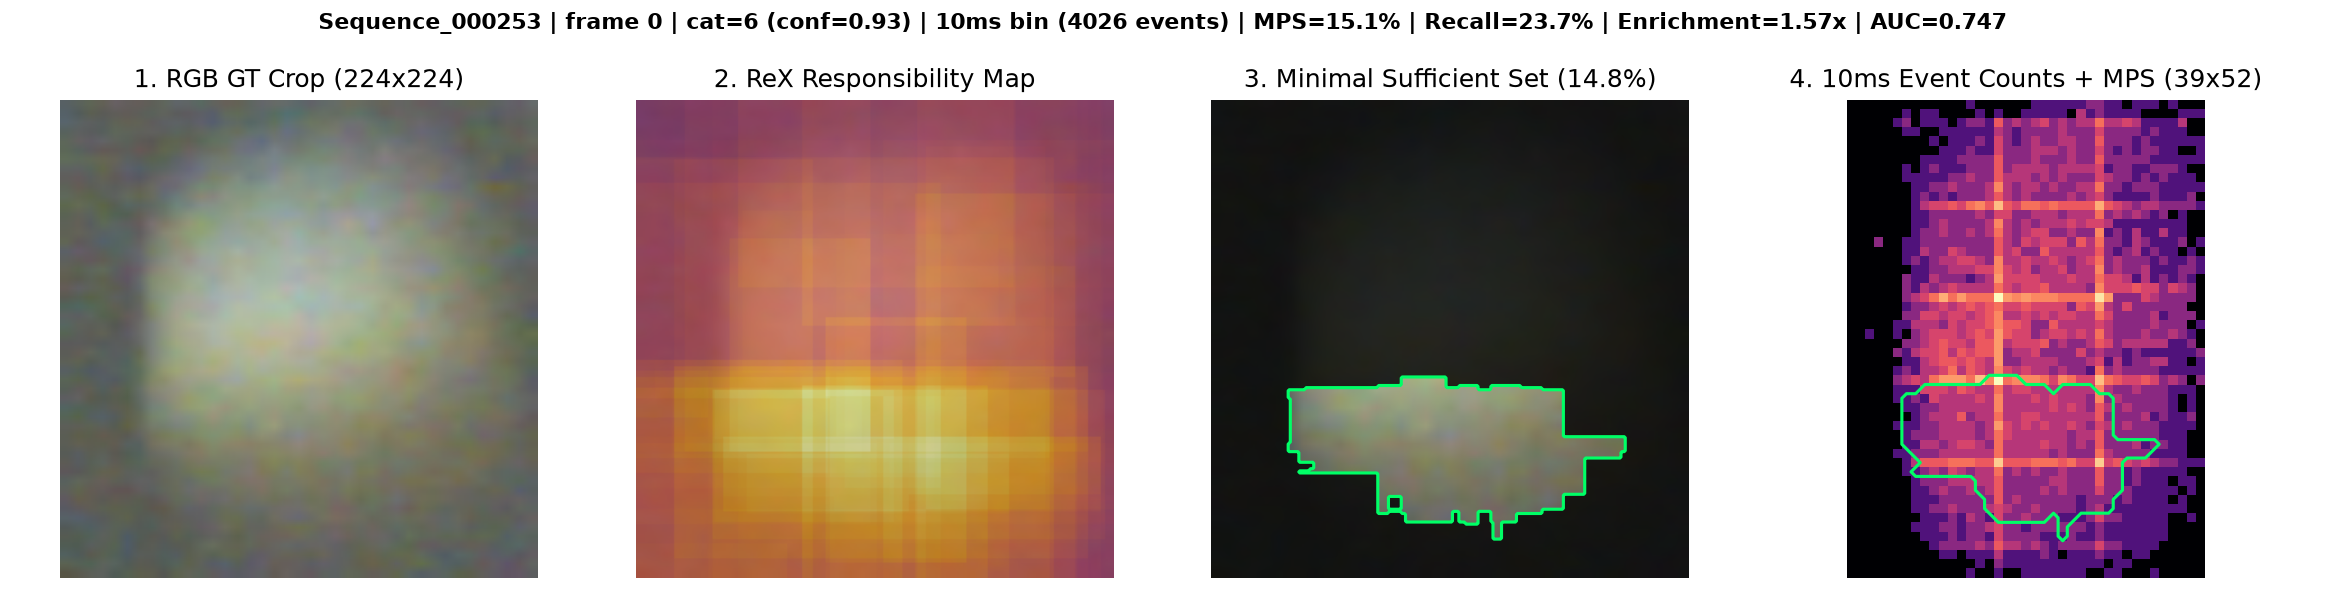 Sequence_000253 | frame 0 | cat=6 (conf=0.93) | 10ms bin (4026 events) | MPS=15.1% | Recall=23.7% | Enrichment=1.57x | AUC=0.747
1. RGB GT Crop (224x224)
2. ReX Responsibility Map
3. Minimal Sufficient Set (14.8%)
4. 10ms Event Counts + MPS (39x52)